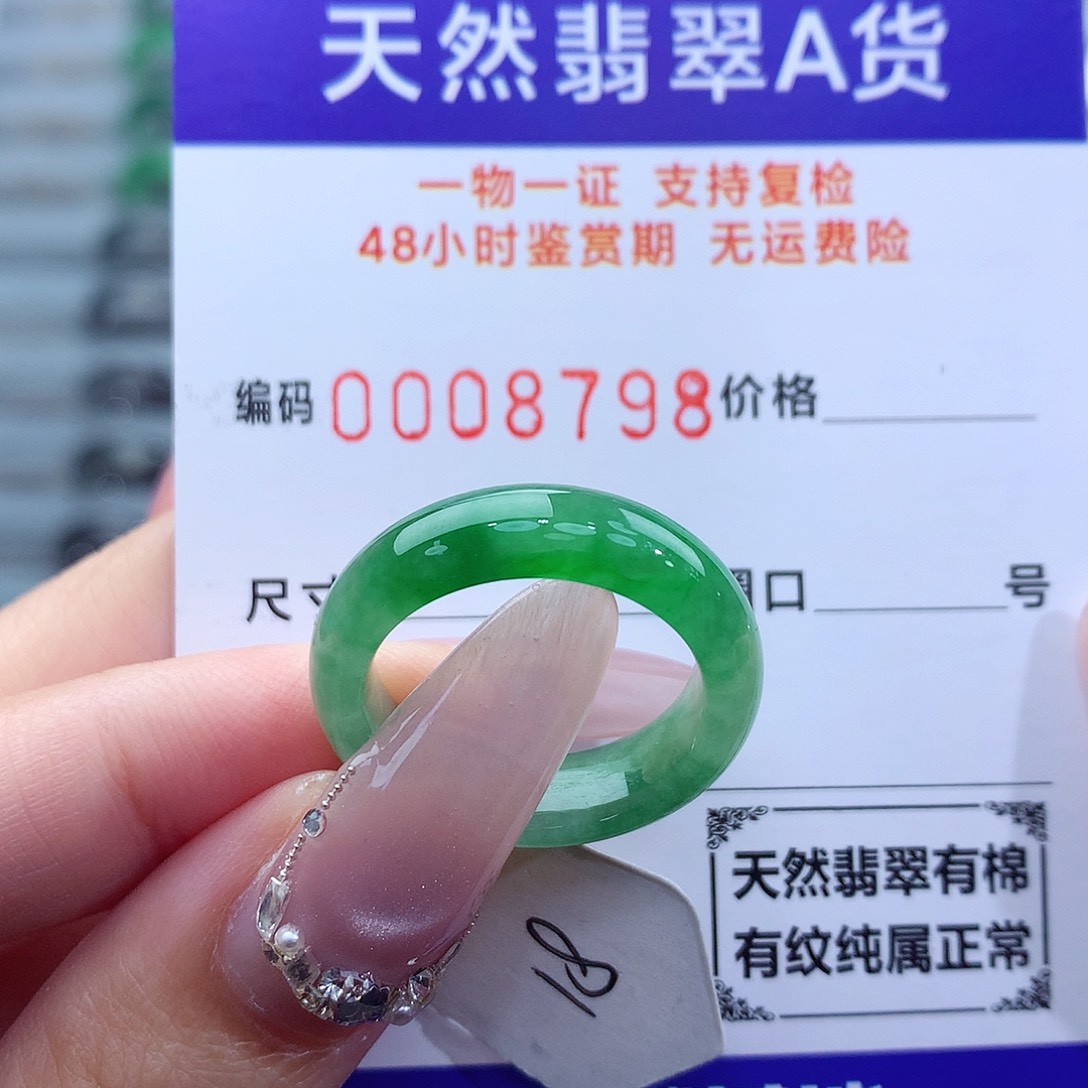 天然翡翠A货
一物一证 支持复检
48小时鉴赏期 无运费险
编码 0008798 价格
尺寸 圈口 号
天然翡翠有棉
有纹纯属正常
18